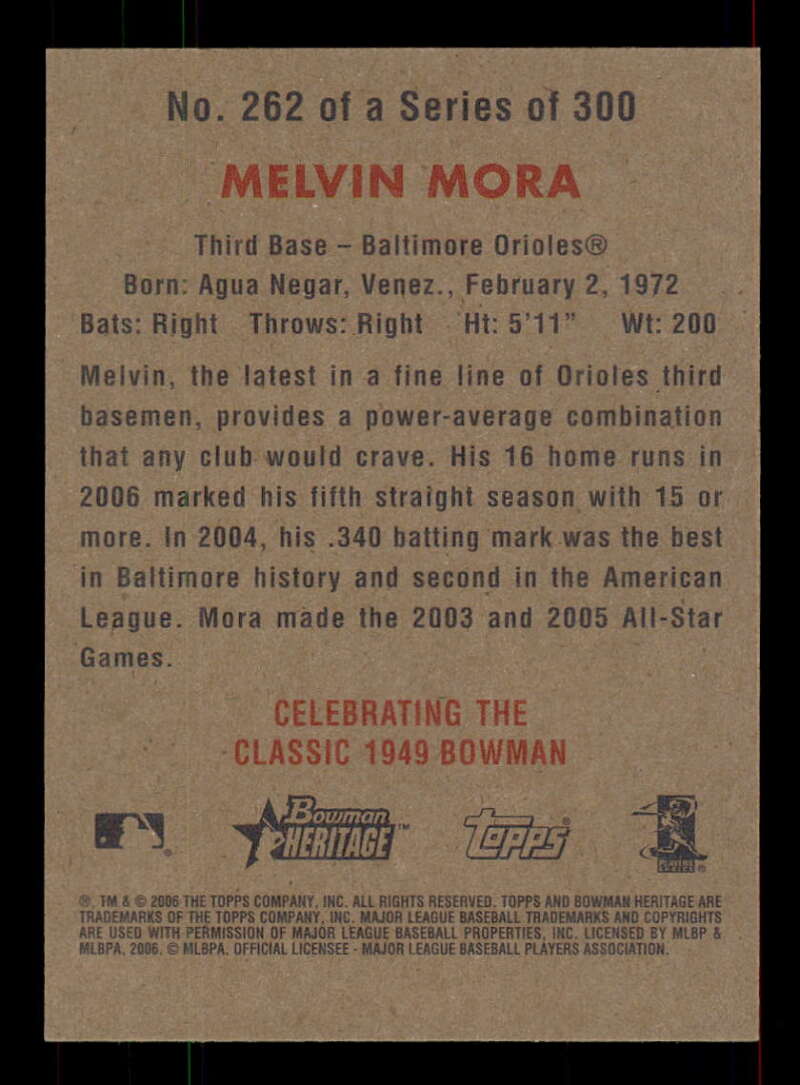 No. 262 of a Series of 300
MELVIN MORA
Third Base – Baltimore Orioles®
Born: Agua Negar, Venez., February 2, 1972
Bats: Right Throws: Right Ht: 5'11" Wt: 200
Melvin, the latest in a fine line of Orioles third
basemen, provides a power-average combination
that any club would crave. His 16 home runs in
2006 marked his fifth straight season with 15 or
more. In 2004, his .340 batting mark was the best
in Baltimore history and second in the American
League. Mora made the 2003 and 2005 All-Star
Games.
CELEBRATING THE
CLASSIC 1949 BOWMAN
Bowman HERITAGE™ Topps® PLAYERS CHOICE®
®, TM & © 2006 THE TOPPS COMPANY, INC. ALL RIGHTS RESERVED. TOPPS AND BOWMAN HERITAGE ARE
TRADEMARKS OF THE TOPPS COMPANY, INC. MAJOR LEAGUE BASEBALL TRADEMARKS AND COPYRIGHTS
ARE USED WITH PERMISSION OF MAJOR LEAGUE BASEBALL PROPERTIES, INC. LICENSED BY MLBP &
MLBPA, 2006. © MLBPA. OFFICIAL LICENSEE - MAJOR LEAGUE BASEBALL PLAYERS ASSOCIATION.